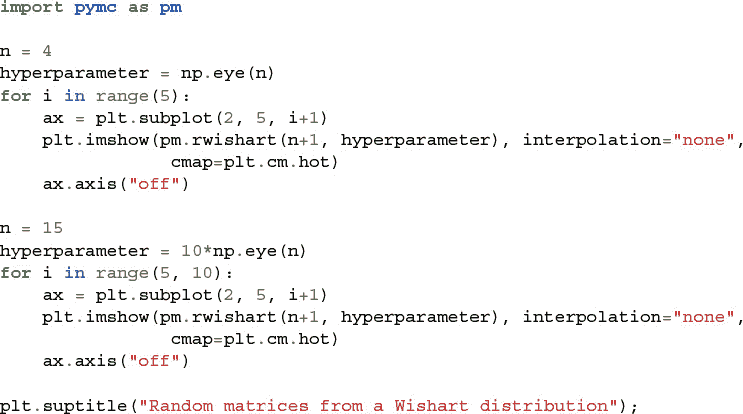 import pymc as pm

n = 4
hyperparameter = np.eye(n)
for i in range(5):
    ax = plt.subplot(2, 5, i+1)
    plt.imshow(pm.rwishart(n+1, hyperparameter), interpolation="none",
               cmap=plt.cm.hot)
    ax.axis("off")

n = 15
hyperparameter = 10*np.eye(n)
for i in range(5, 10):
    ax = plt.subplot(2, 5, i+1)
    plt.imshow(pm.rwishart(n+1, hyperparameter), interpolation="none",
               cmap=plt.cm.hot)
    ax.axis("off")

plt.suptitle("Random matrices from a Wishart distribution");